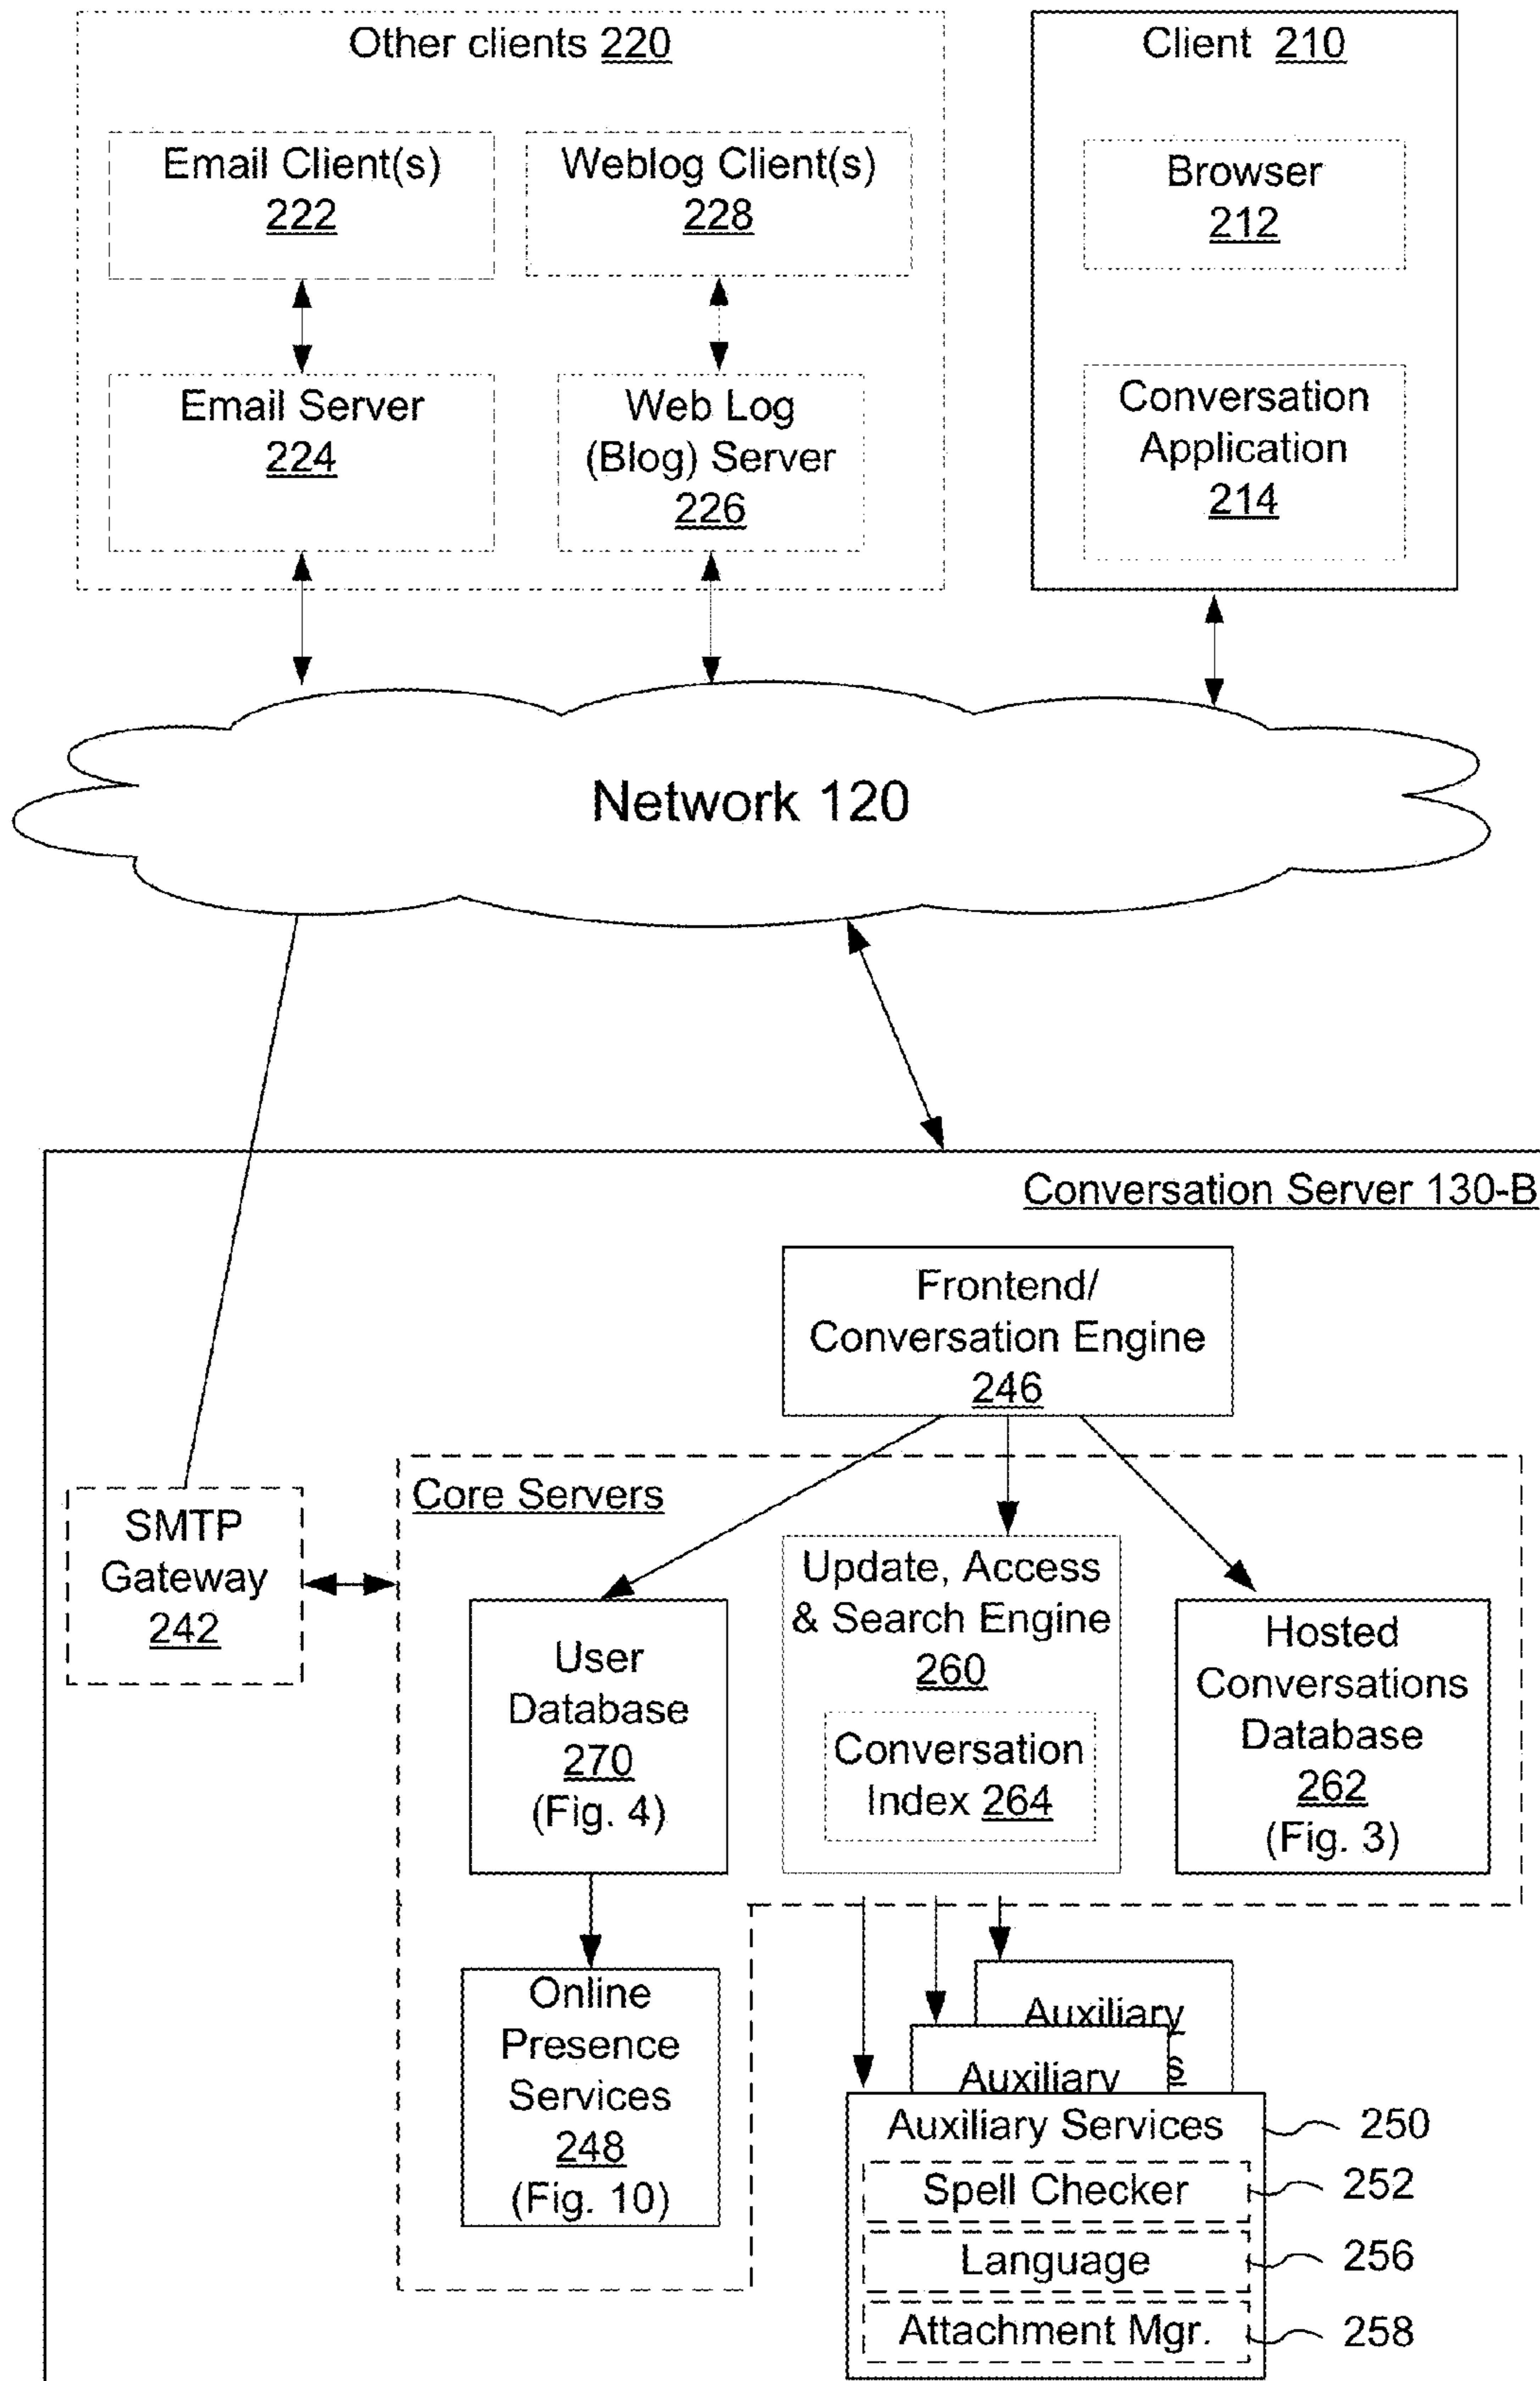 Other clients 220
Client 210
Email Client(s)
222
Weblog Client(s)
228
Browser
212
Email Server
224
Web Log
(Blog) Server
226
Conversation
Application
214
Network 120
Conversation Server 130-B
Frontend/
Conversation Engine
246
SMTP
Gateway
242
Core Servers
User
Database
270
(Fig. 4)
Update, Access
& Search Engine
260
Conversation
Index 264
Hosted
Conversations
Database
262
(Fig. 3)
Online
Presence
Services
248
(Fig. 10)
Auxiliary
s
Auxiliary
Auxiliary Services
250
Spell Checker
252
Language
256
Attachment Mgr.
258